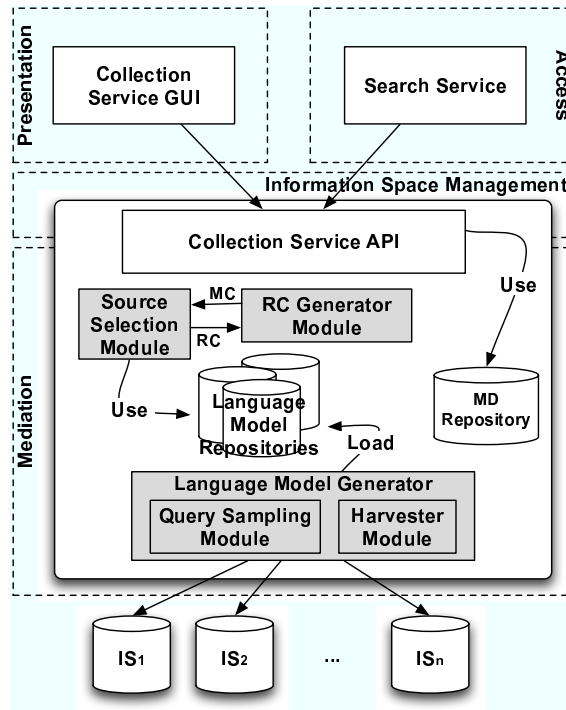 Presentation
Collection
Service GUI
Search Service
Access
Information Space Management
Collection Service API
Use
Mediation
Source
Selection
Module
MC
RC
RC Generator
Module
Use
Language
Model
Repositories
MD
Repository
Load
Language Model Generator
Query Sampling
Module
Harvester
Module
IS1
IS2
...
ISn